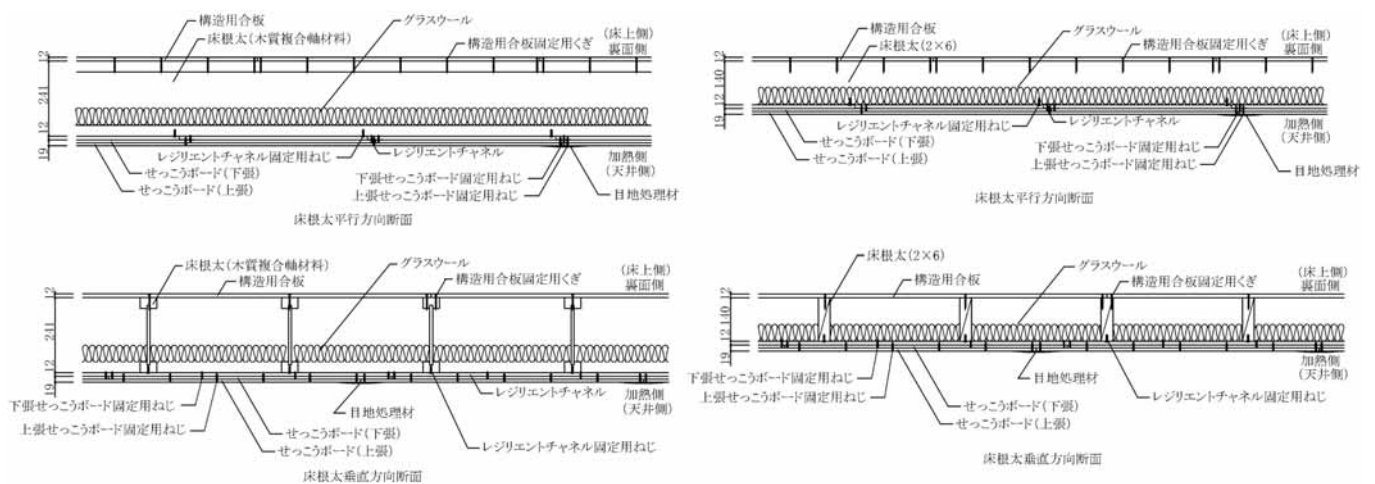 構造用合板
床根太(木質複合軸材料)
グラスウール
構造用合板固定用くぎ
(床上側)
裏面側
12
241
12
19
レジリエントチャネル固定用ねじ
レジリエントチャネル
せっこうボード(下張)
せっこうボード(上張)
下張せっこうボード固定用ねじ
上張せっこうボード固定用ねじ
加熱側
(天井側)
目地処理材
床根太平行方向断面
構造用合板
床根太(2×6)
グラスウール
構造用合板固定用くぎ
(床上側)
裏面側
12
140
12
19
レジリエントチャネル固定用ねじ
レジリエントチャネル
せっこうボード(下張)
せっこうボード(上張)
下張せっこうボード固定用ねじ
上張せっこうボード固定用ねじ
加熱側
(天井側)
目地処理材
床根太平行方向断面
床根太(木質複合軸材料)
構造用合板
グラスウール
構造用合板固定用くぎ
(床上側)
裏面側
12
241
12
19
下張せっこうボード固定用ねじ
上張せっこうボード固定用ねじ
目地処理材
レジリエントチャネル
加熱側
(天井側)
せっこうボード(下張)
せっこうボード(上張)
レジリエントチャネル固定用ねじ
床根太垂直方向断面
床根太(2×6)
構造用合板
グラスウール
構造用合板固定用くぎ
(床上側)
裏面側
12
140
12
19
下張せっこうボード固定用ねじ
上張せっこうボード固定用ねじ
目地処理材
加熱側
(天井側)
せっこうボード(下張)
せっこうボード(上張)
レジリエントチャネル固定用ねじ
床根太垂直方向断面